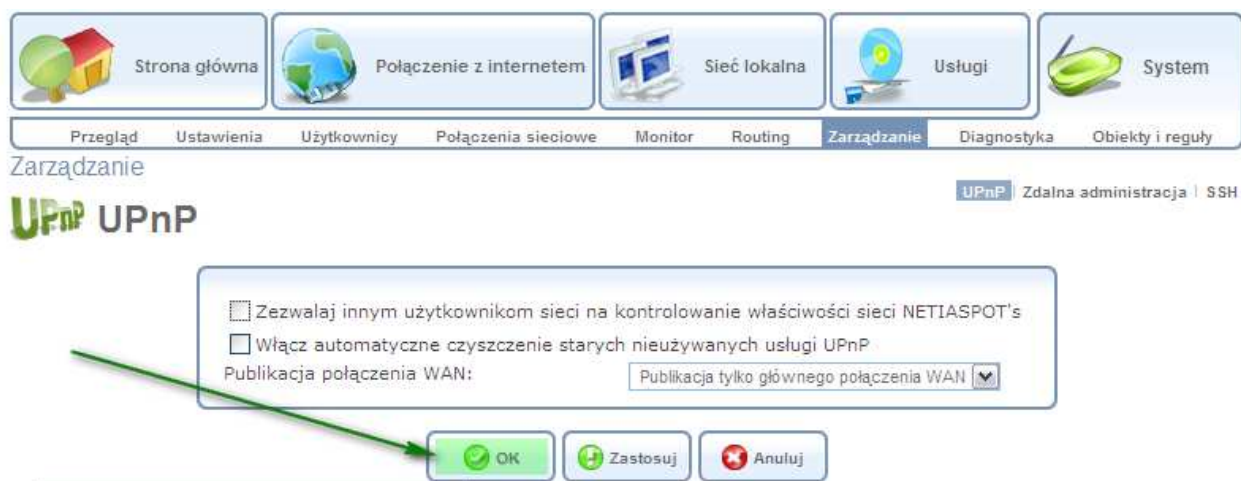 Strona główna
Połączenie z internetem
Sieć lokalna
Usługi
System
Przegląd Ustawienia Użytkownicy Połączenia sieciowe Monitor Routing Zarządzanie Diagnostyka Obiekty i reguły
Zarządzanie
UPnP Zdalna administracja SSH
UPnP UPnP
Zezwalaj innym użytkownikom sieci na kontrolowanie właściwości sieci NETIASPOT's
Włącz automatyczne czyszczenie starych nieużywanych usługi UPnP
Publikacja połączenia WAN: Publikacja tylko głównego połączenia WAN
OK Zastosuj Anuluj